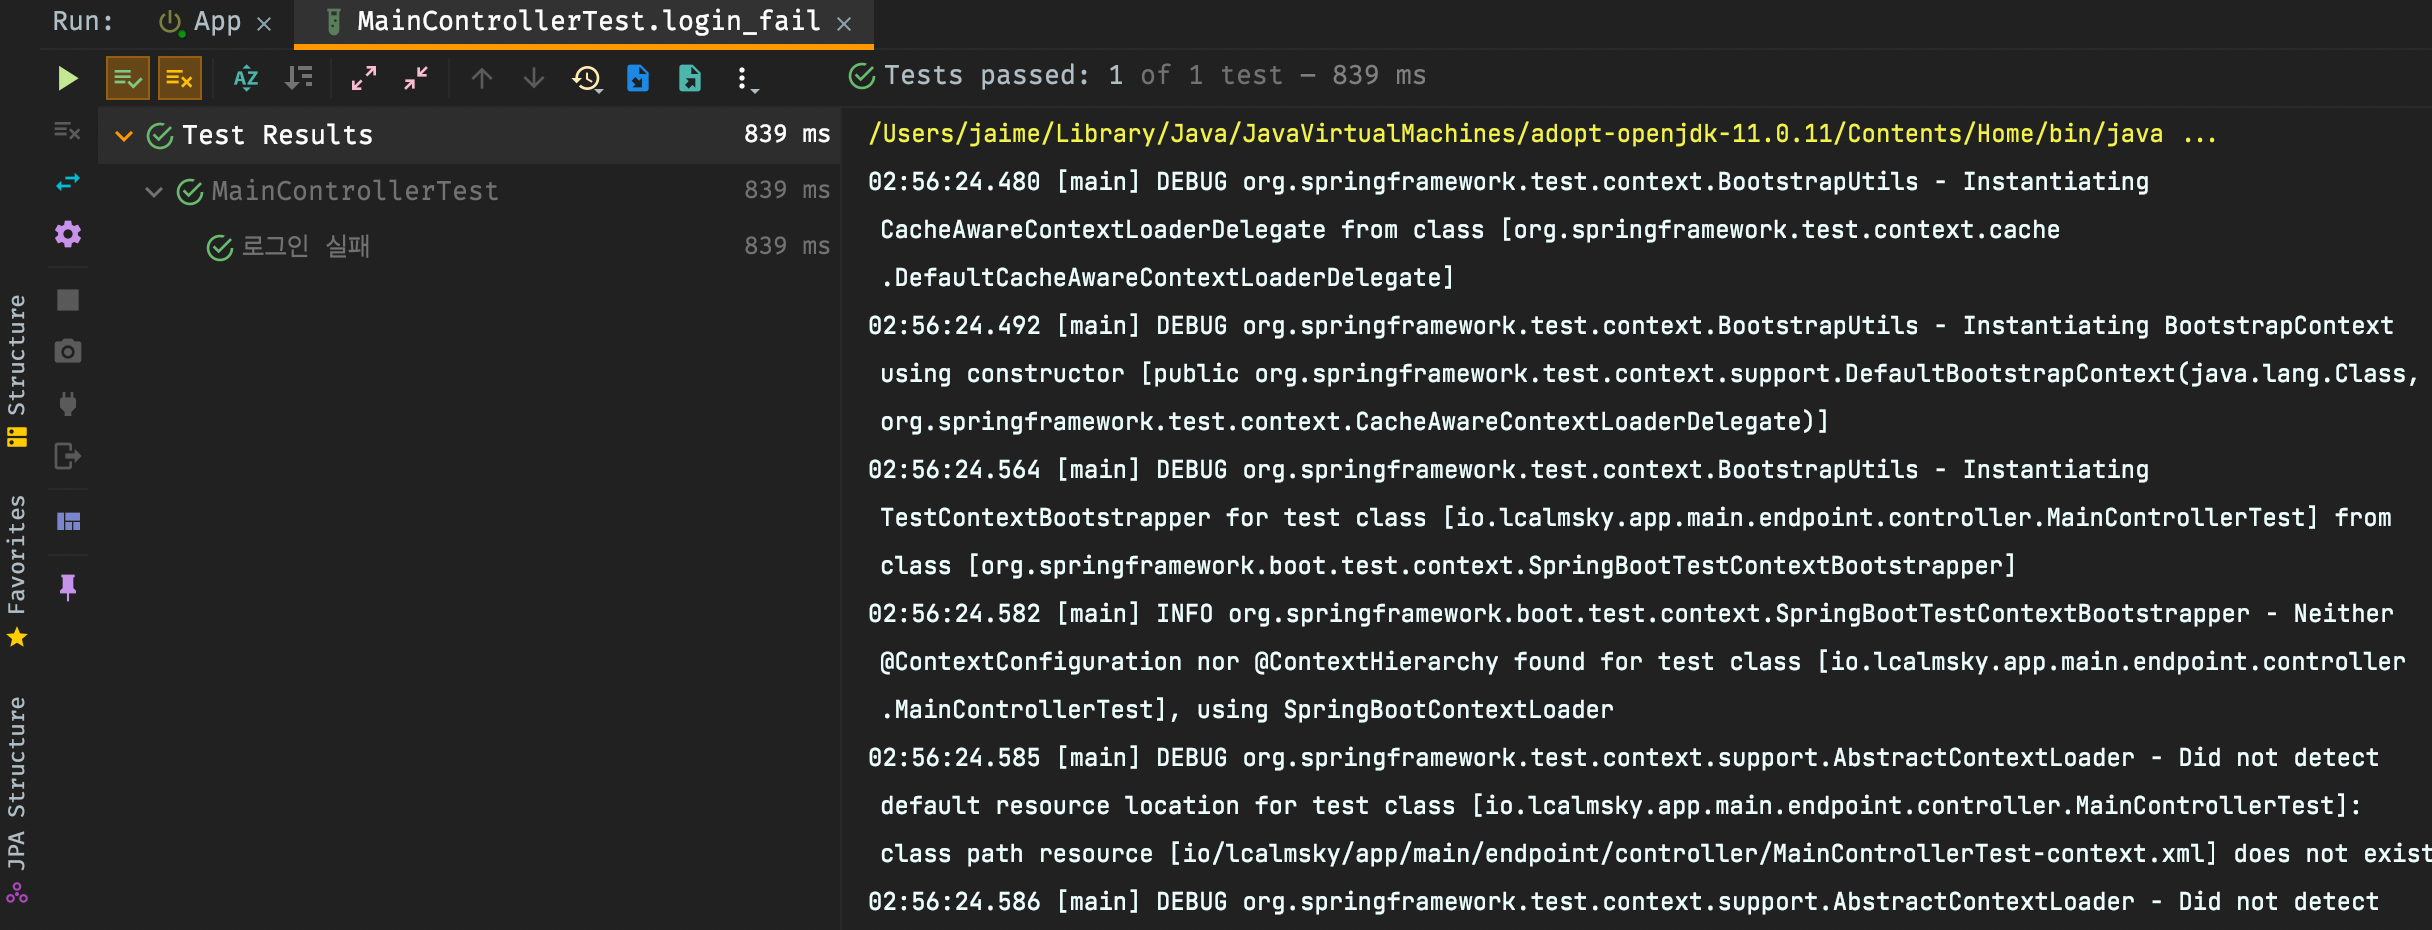 Run: App MainControllerTest.login_fail
Tests passed: 1 of 1 test – 839 ms
Test Results 839 ms
MainControllerTest 839 ms
로그인 실패 839 ms
Structure
Favorites
JPA Structure
/Users/jaime/Library/Java/JavaVirtualMachines/adopt-openjdk-11.0.11/Contents/Home/bin/java ...
02:56:24.480 [main] DEBUG org.springframework.test.context.BootstrapUtils - Instantiating
CacheAwareContextLoaderDelegate from class [org.springframework.test.context.cache
.DefaultCacheAwareContextLoaderDelegate]
02:56:24.492 [main] DEBUG org.springframework.test.context.BootstrapUtils - Instantiating BootstrapContext
using constructor [public org.springframework.test.context.support.DefaultBootstrapContext(java.lang.Class,
org.springframework.test.context.CacheAwareContextLoaderDelegate)]
02:56:24.564 [main] DEBUG org.springframework.test.context.BootstrapUtils - Instantiating
TestContextBootstrapper for test class [io.lcalmsky.app.main.endpoint.controller.MainControllerTest] from
class [org.springframework.boot.test.context.SpringBootTestContextBootstrapper]
02:56:24.582 [main] INFO org.springframework.boot.test.context.SpringBootTestContextBootstrapper - Neither
@ContextConfiguration nor @ContextHierarchy found for test class [io.lcalmsky.app.main.endpoint.controller
.MainControllerTest], using SpringBootContextLoader
02:56:24.585 [main] DEBUG org.springframework.test.context.support.AbstractContextLoader - Did not detect
default resource location for test class [io.lcalmsky.app.main.endpoint.controller.MainControllerTest]:
class path resource [io/lcalmsky/app/main/endpoint/controller/MainControllerTest-context.xml] does not exist
02:56:24.586 [main] DEBUG org.springframework.test.context.support.AbstractContextLoader - Did not detect